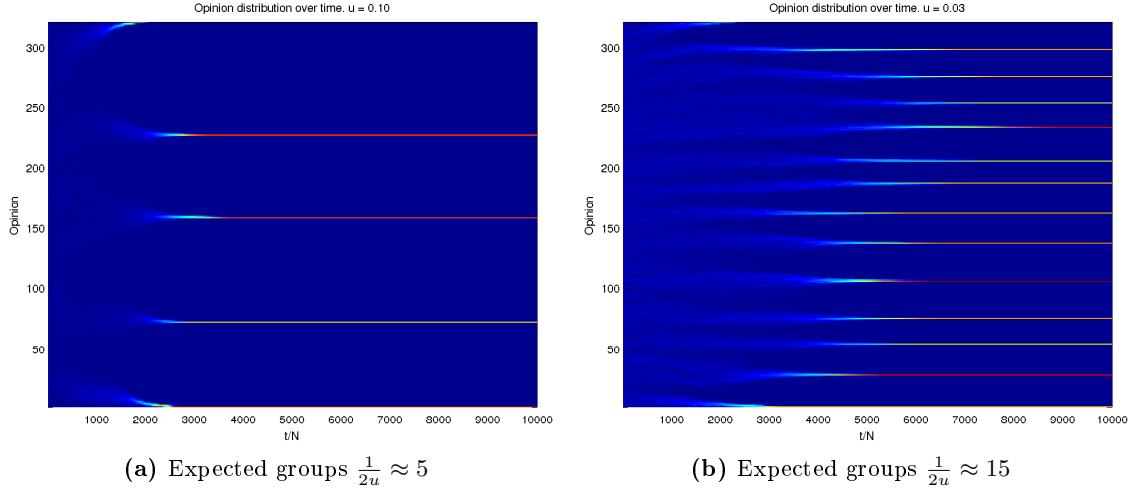 Opinion distribution over time. u = 0.10
300
250
200
150
100
50
Opinion
1000 2000 3000 4000 5000 6000 7000 8000 9000 10000
t/N
(a) Expected groups \frac{1}{2u} ≈ 5
Opinion distribution over time. u = 0.03
300
250
200
150
100
50
Opinion
1000 2000 3000 4000 5000 6000 7000 8000 9000 10000
t/N
(b) Expected groups \frac{1}{2u} ≈ 15